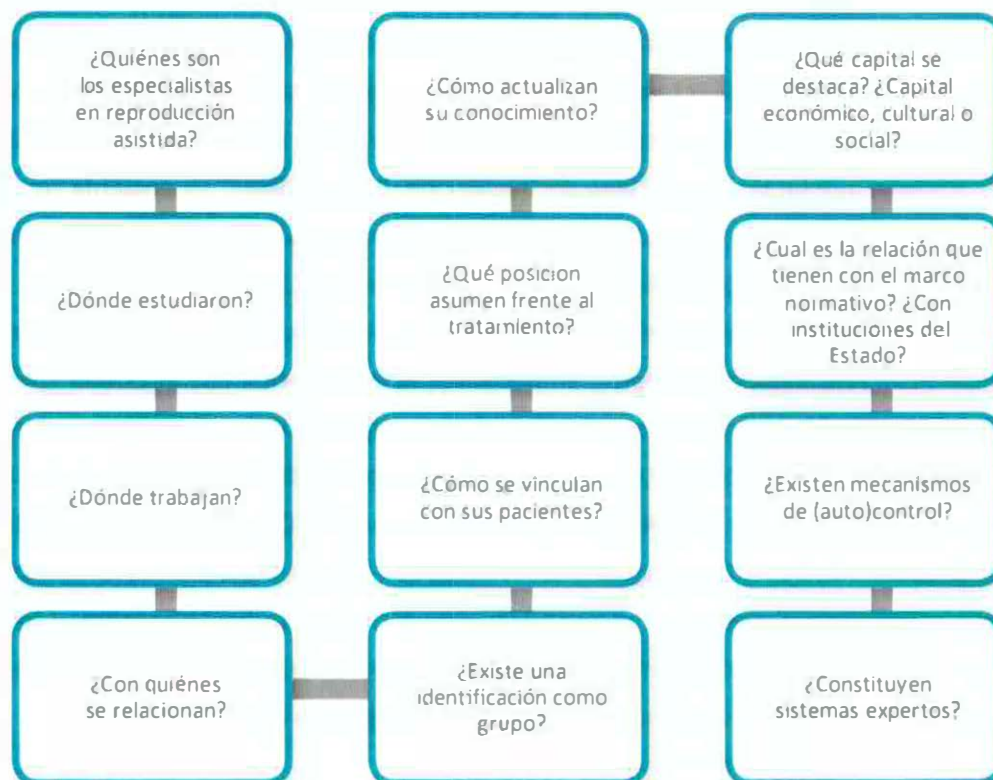 ¿Quiénes son
los especialistas
en reproducción
asistida?
¿Dónde estudiaron?
¿Dónde trabajan?
¿Con quiénes
se relacionan?
¿Existe una
identificación como
grupo?
¿Cómo se vinculan
con sus pacientes?
¿Qué posicion
asumen frente al
tratamiento?
¿Cómo actualizan
su conocimiento?
¿Qué capital se
destaca? ¿Capital
económico, cultural o
social?
¿Cual es la relación que
tienen con el marco
normativo? ¿Con
instituciones del
Estado?
¿Existen mecanismos
de (auto)control?
¿Constituyen
sistemas expertos?